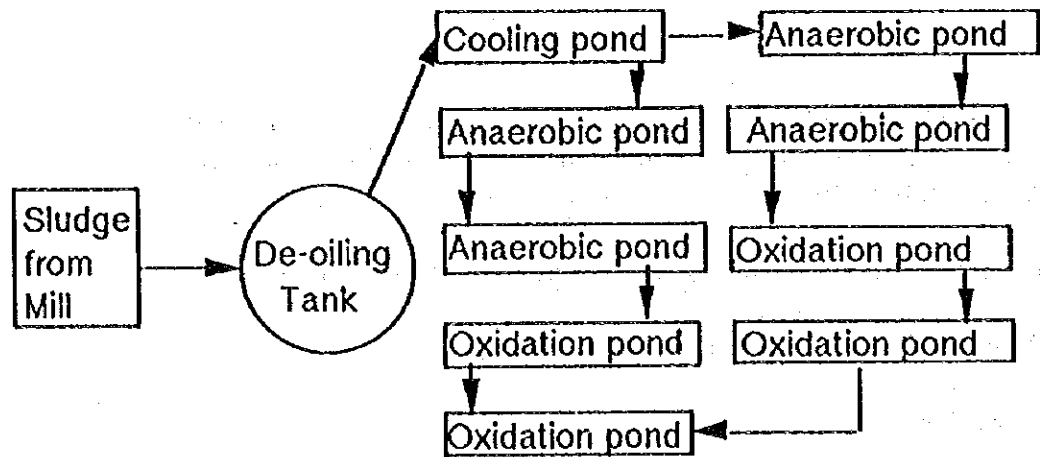 Sludge
from
Mill
De-oiling
Tank
Cooling pond
Anaerobic pond
Anaerobic pond
Oxidation pond
Oxidation pond
Anaerobic pond
Anaerobic pond
Oxidation pond
Oxidation pond